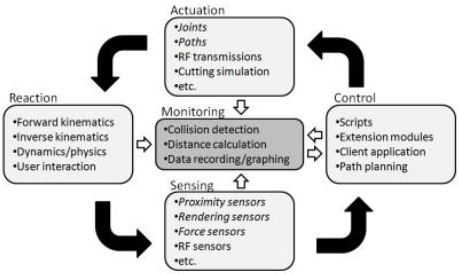 Actuation
•Joints
•Paths
•RF transmissions
•Cutting simulation
•etc.
Reaction
•Forward kinematics
•Inverse kinematics
•Dynamics/physics
•User interaction
Monitoring
•Collision detection
•Distance calculation
•Data recording/graphing
Control
•Scripts
•Extension modules
•Client application
•Path planning
Sensing
•Proximity sensors
•Rendering sensors
•Force sensors
•RF sensors
•etc.